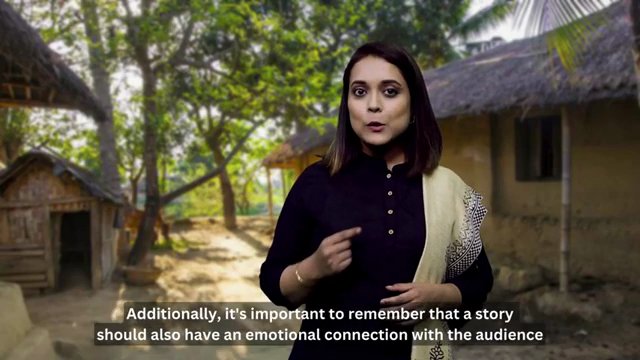 Additionally, it's important to remember that a story
should also have an emotional connection with the audience